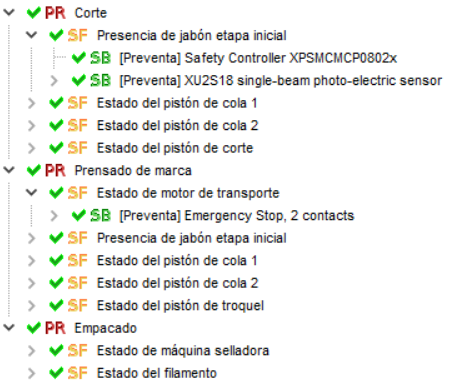 PR Corte
SF Presencia de jabón etapa inicial
SB [Preventa] Safety Controller XPSMCMCP0802x
SB [Preventa] XU2S18 single-beam photo-electric sensor
SF Estado del pistón de cola 1
SF Estado del pistón de cola 2
SF Estado del pistón de corte
PR Prensado de marca
SF Estado de motor de transporte
SB [Preventa] Emergency Stop, 2 contacts
SF Presencia de jabón etapa inicial
SF Estado del pistón de cola 1
SF Estado del pistón de cola 2
SF Estado del pistón de troquel
PR Empacado
SF Estado de máquina selladora
SF Estado del filamento